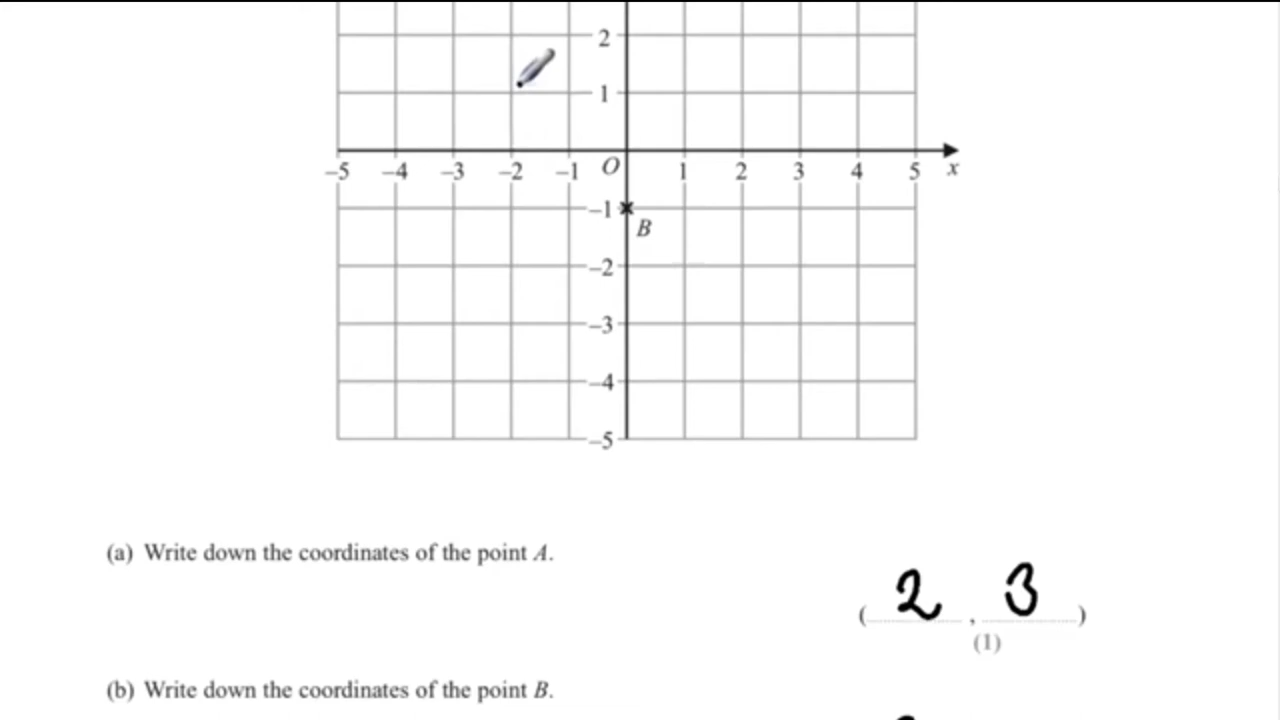 2
1
-5 -4 -3 -2 -1 O 1 2 3 4 5 x
-1
B
-2
-3
-4
-5
(a) Write down the coordinates of the point A.
( 2 , 3 )
(1)
(b) Write down the coordinates of the point B.